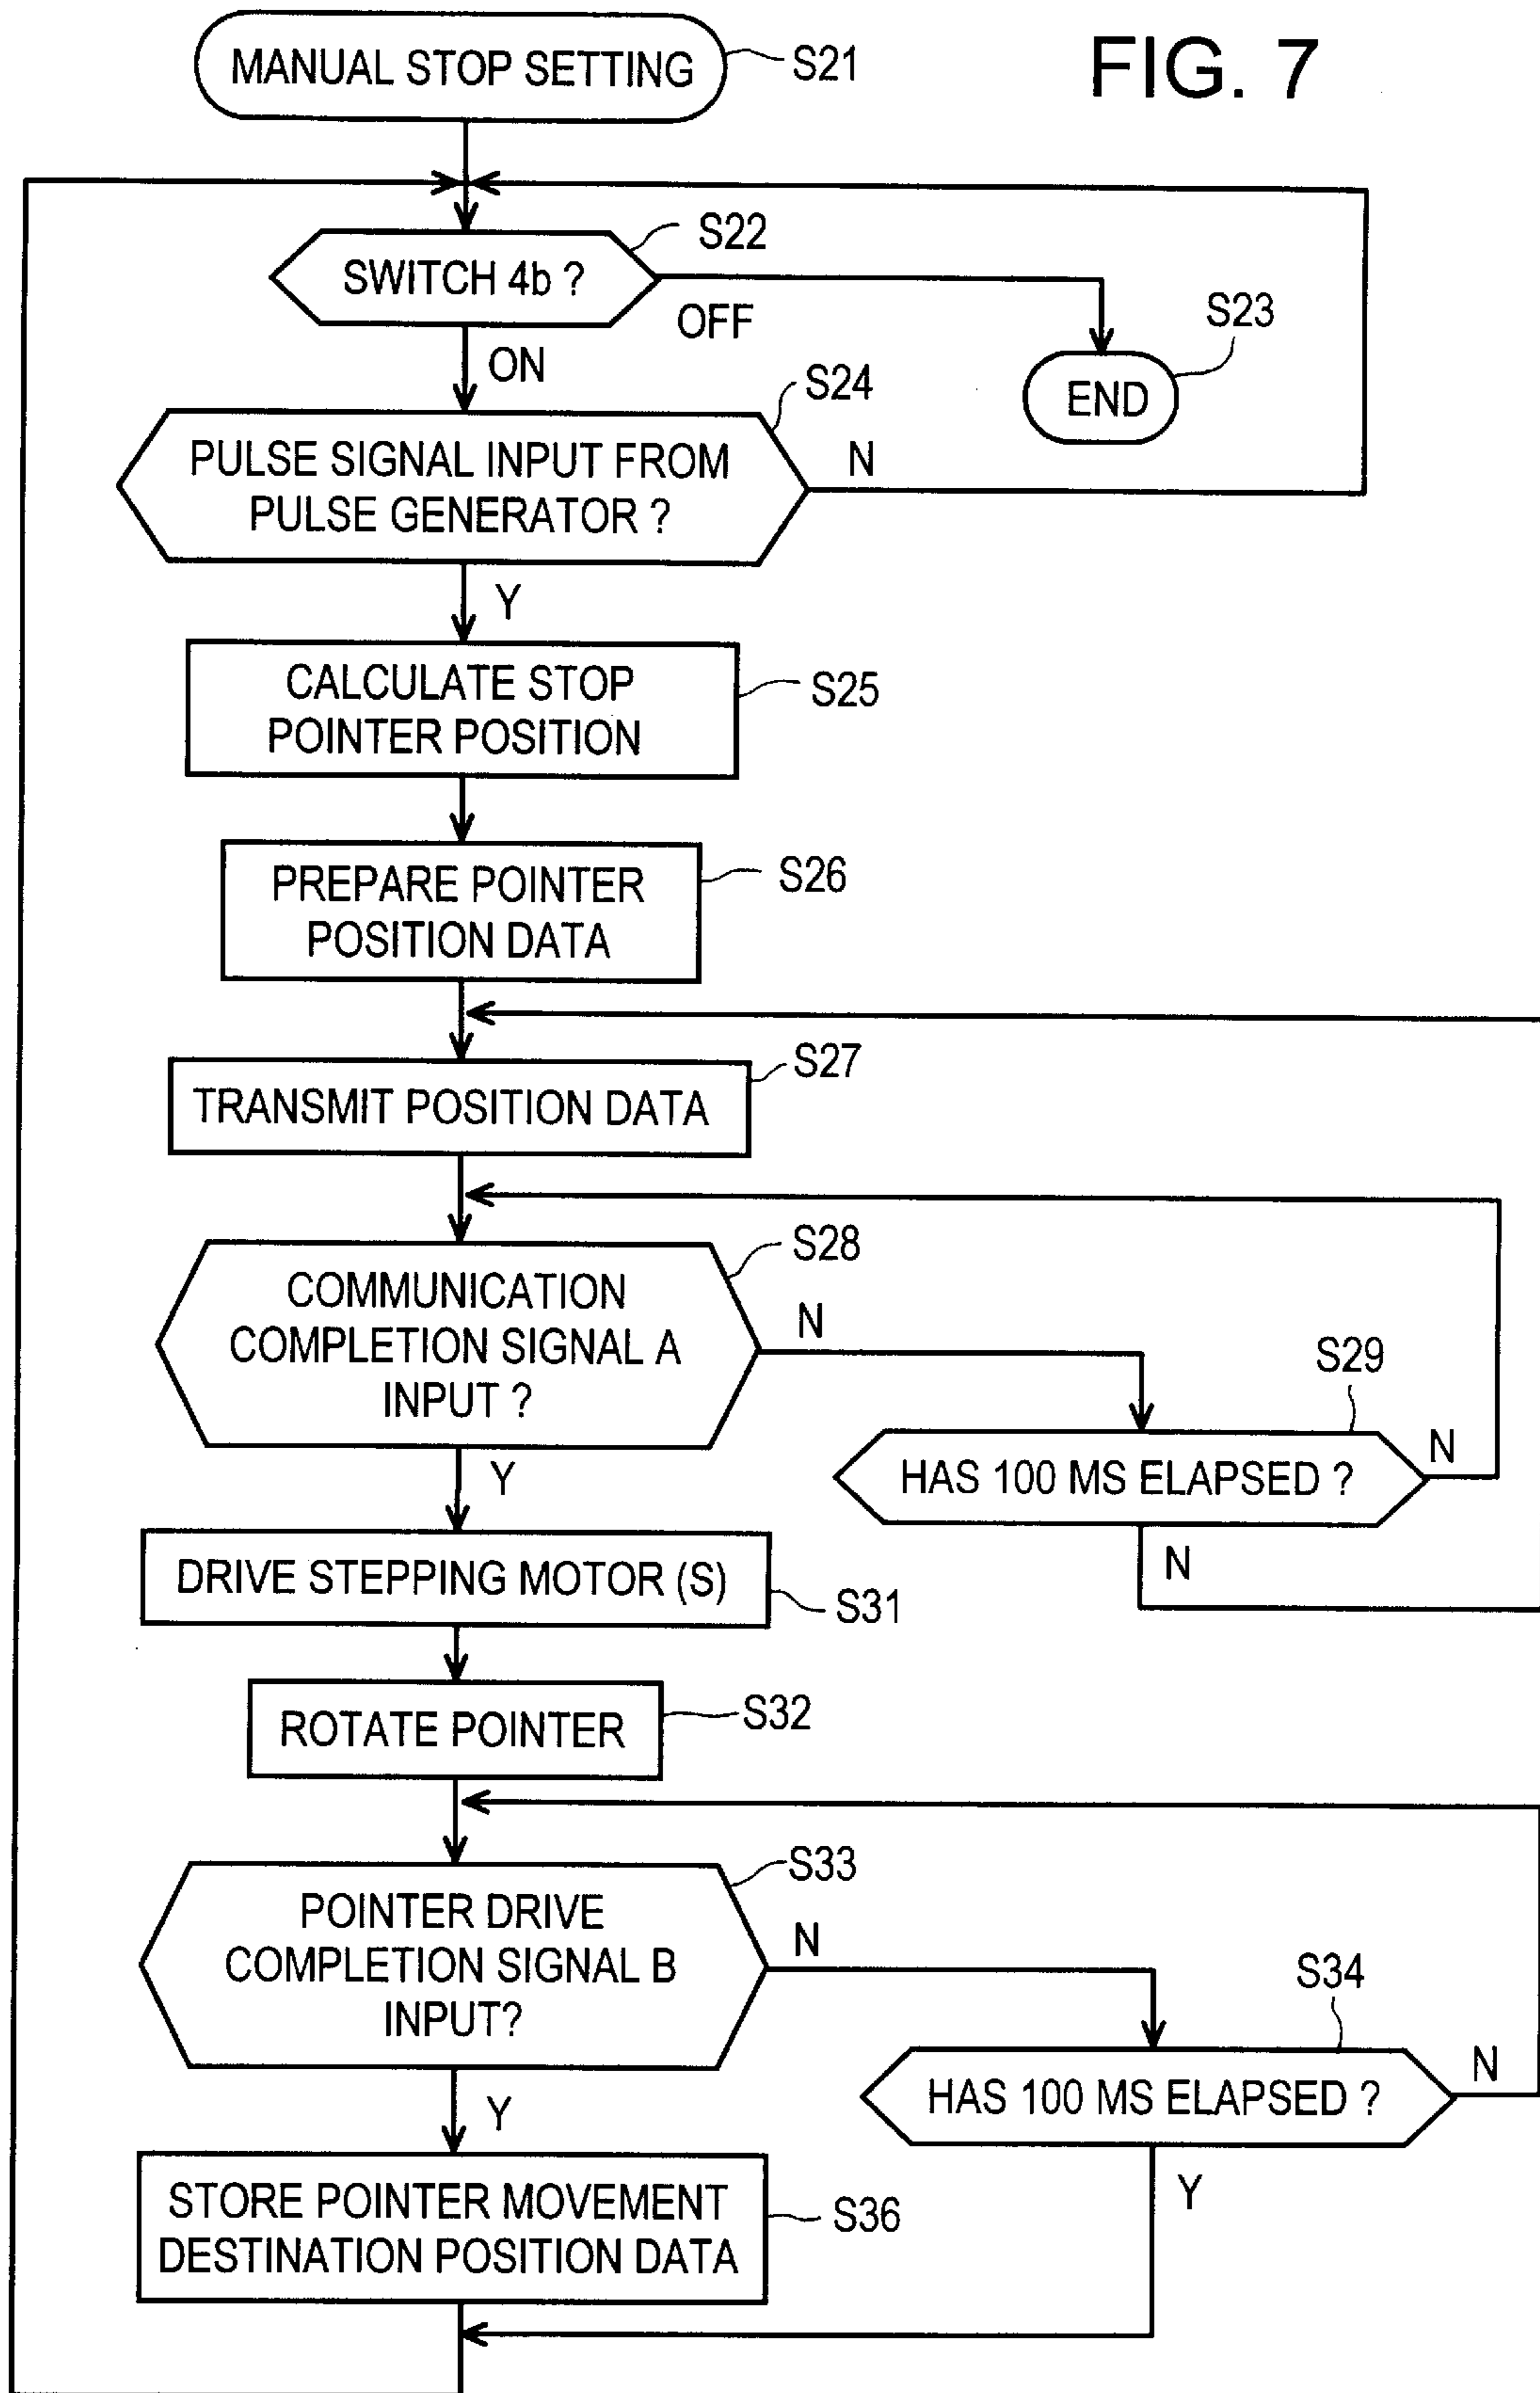 FIG. 7
MANUAL STOP SETTING
S21
S22
SWITCH 4b ?
OFF
S23
END
ON
S24
PULSE SIGNAL INPUT FROM
PULSE GENERATOR ?
N
Y
CALCULATE STOP
POINTER POSITION
S25
PREPARE POINTER
POSITION DATA
S26
TRANSMIT POSITION DATA
S27
COMMUNICATION
COMPLETION SIGNAL A
INPUT ?
S28
N
S29
HAS 100 MS ELAPSED ?
N
N
Y
DRIVE STEPPING MOTOR (S)
S31
ROTATE POINTER
S32
POINTER DRIVE
COMPLETION SIGNAL B
INPUT?
S33
N
S34
HAS 100 MS ELAPSED ?
N
Y
Y
STORE POINTER MOVEMENT
DESTINATION POSITION DATA
S36